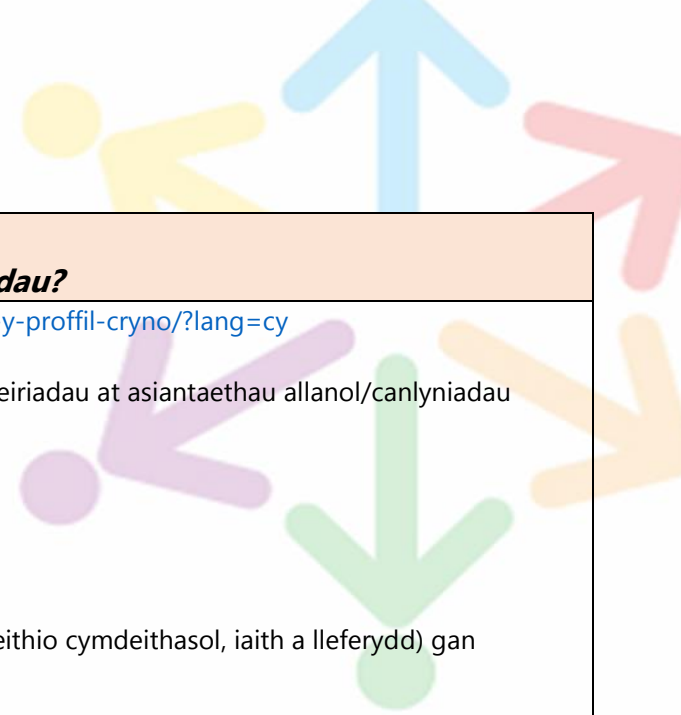 dau?
y-proffil-cryno/?lang=cy
eiriadau at asiantaethau allanol/canlyniadau
eithio cymdeithasol, iaith a lleferydd) gan